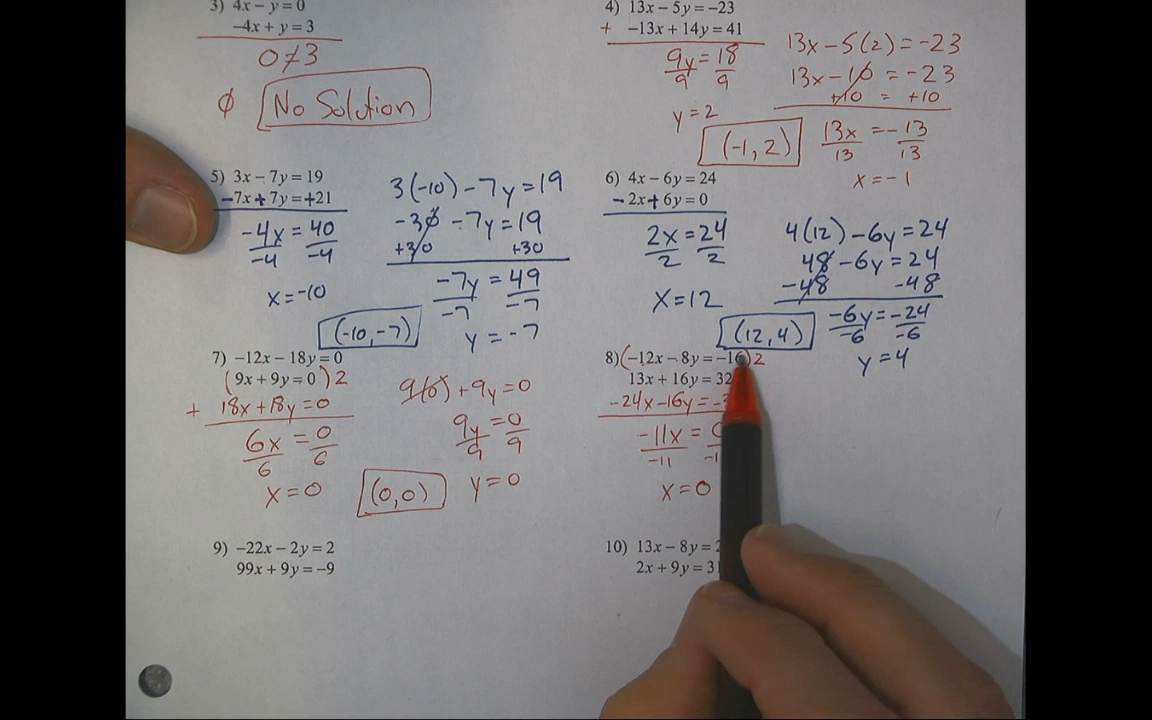 3) 4x − y = 0
−4x + y = 3
0 ≠ 3
∅ No Solution
4) 13x − 5y = −23
+ −13x + 14y = 41
9y = 18
9 9
y = 2
13x − 5(2) = −23
13x − 10 = −23
+10 = +10
13x = −13
13 13
x = −1
(−1, 2)
5) 3x − 7y = 19
−7x + 7y = +21
−4x = 40
−4 −4
x = −10
3(−10) − 7y = 19
−30 − 7y = 19
+30 +30
−7y = 49
−7 −7
y = −7
(−10, −7)
6) 4x − 6y = 24
−2x + 6y = 0
2x = 24
2 2
x = 12
4(12) − 6y = 24
48 − 6y = 24
−48 −48
−6y = −24
−6 −6
y = 4
(12, 4)
7) −12x − 18y = 0
(9x + 9y = 0)2
+ 18x + 18y = 0
6x = 0
6 6
x = 0
9(0) + 9y = 0
9y = 0
9 9
y = 0
(0, 0)
8) (−12x − 8y = −16)2
13x + 16y = 32
−24x − 16y = −
−11x =
−11
x = 0
9) −22x − 2y = 2
99x + 9y = −9
10) 13x − 8y =
2x + 9y =